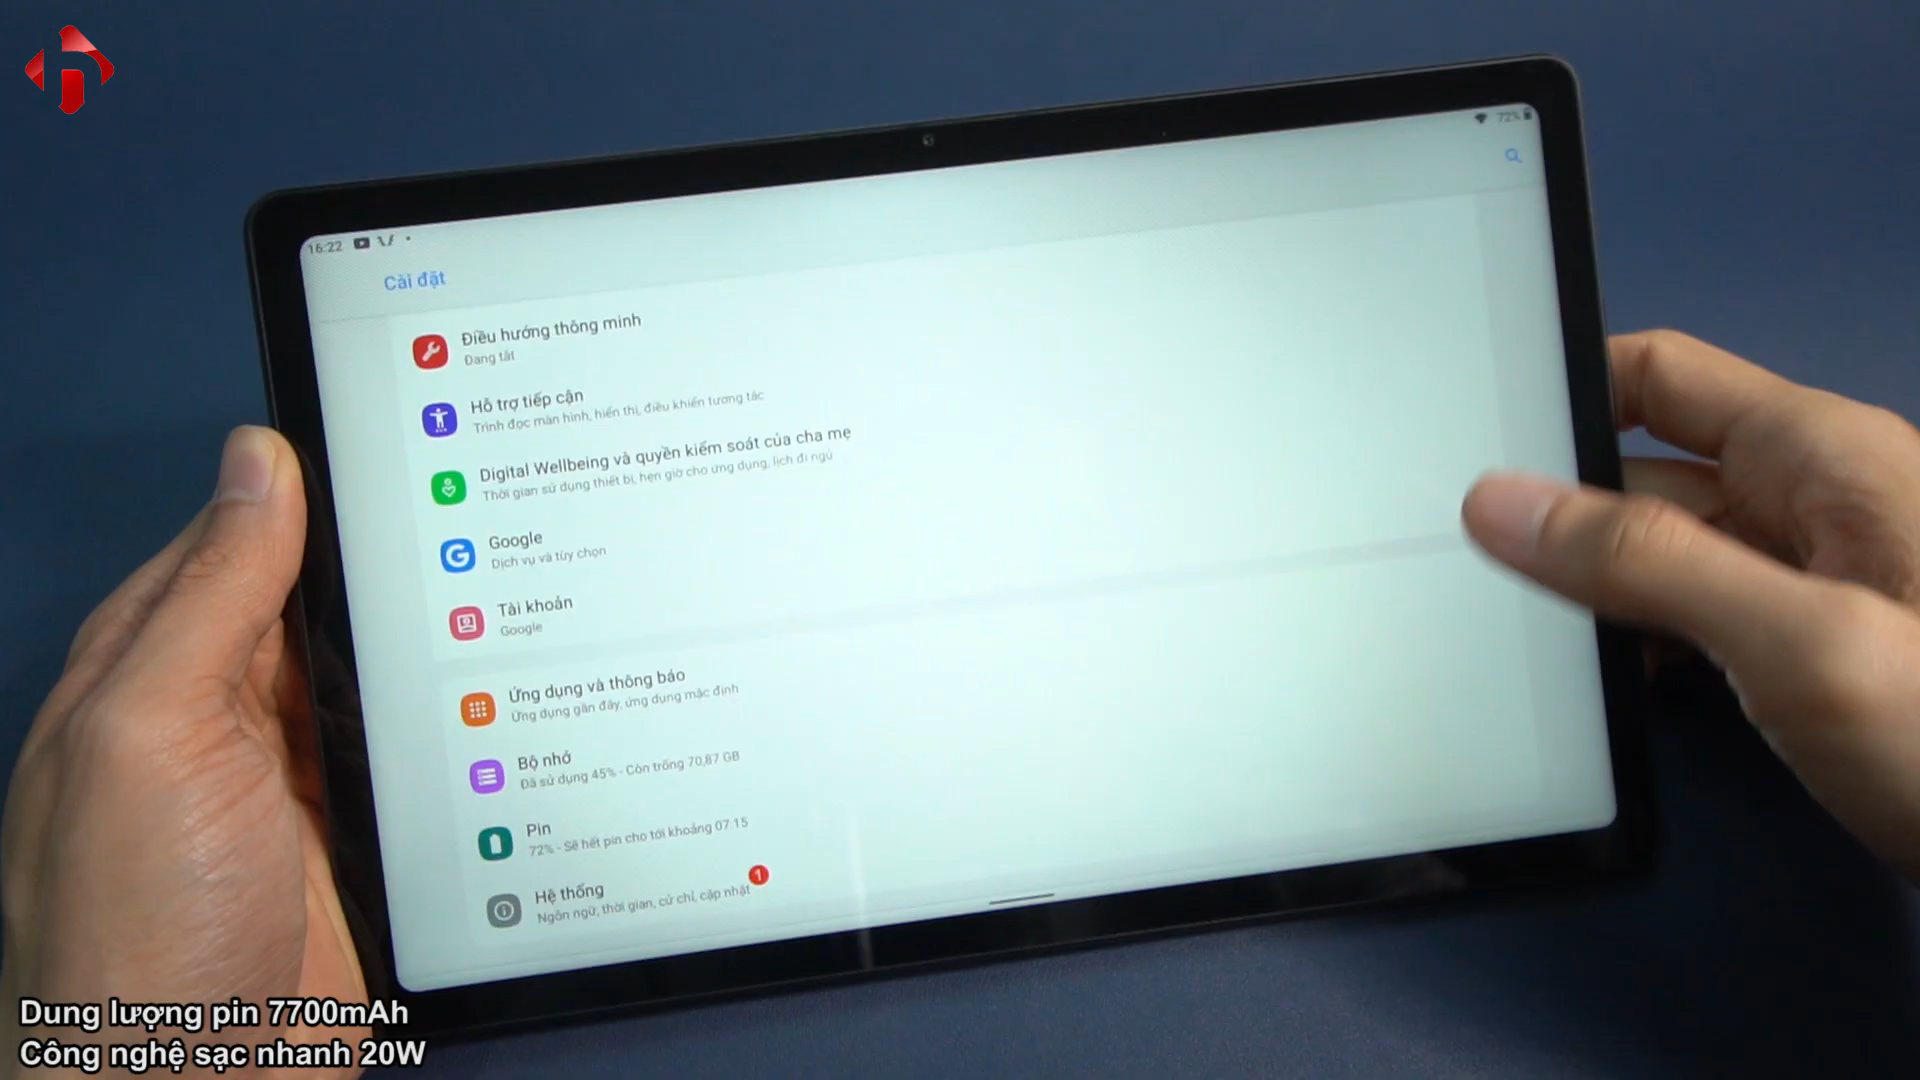 16:22
72%
Cài đặt
Điều hướng thông minh
Đang tắt
Hỗ trợ tiếp cận
Trình đọc màn hình, hiển thị, điều khiển tương tác
Digital Wellbeing và quyền kiểm soát của cha mẹ
Thời gian sử dụng thiết bị, hẹn giờ cho ứng dụng, lịch đi ngủ
Google
Dịch vụ và tùy chọn
Tài khoản
Google
Ứng dụng và thông báo
Ứng dụng gần đây, ứng dụng mặc định
Bộ nhớ
Đã sử dụng 45% - Còn trống 70,87 GB
Pin
72% - Sẽ hết pin cho tới khoảng 07:15
Hệ thống
1
Ngôn ngữ, thời gian, cử chỉ, cập nhật
Dung lượng pin 7700mAh
Công nghệ sạc nhanh 20W